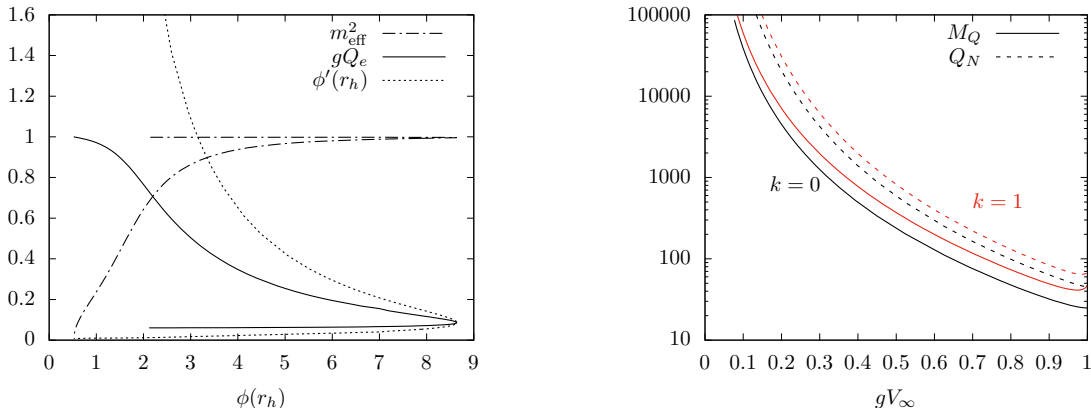 1.6
1.4
1.2
1
0.8
0.6
0.4
0.2
0
0 1 2 3 4 5 6 7 8 9
ϕ(r_h)
m²_eff
gQ_e
ϕ′(r_h)
100000
10000
1000
100
10
0 0.1 0.2 0.3 0.4 0.5 0.6 0.7 0.8 0.9 1
gV_∞
M_Q
Q_N
k = 0
k = 1